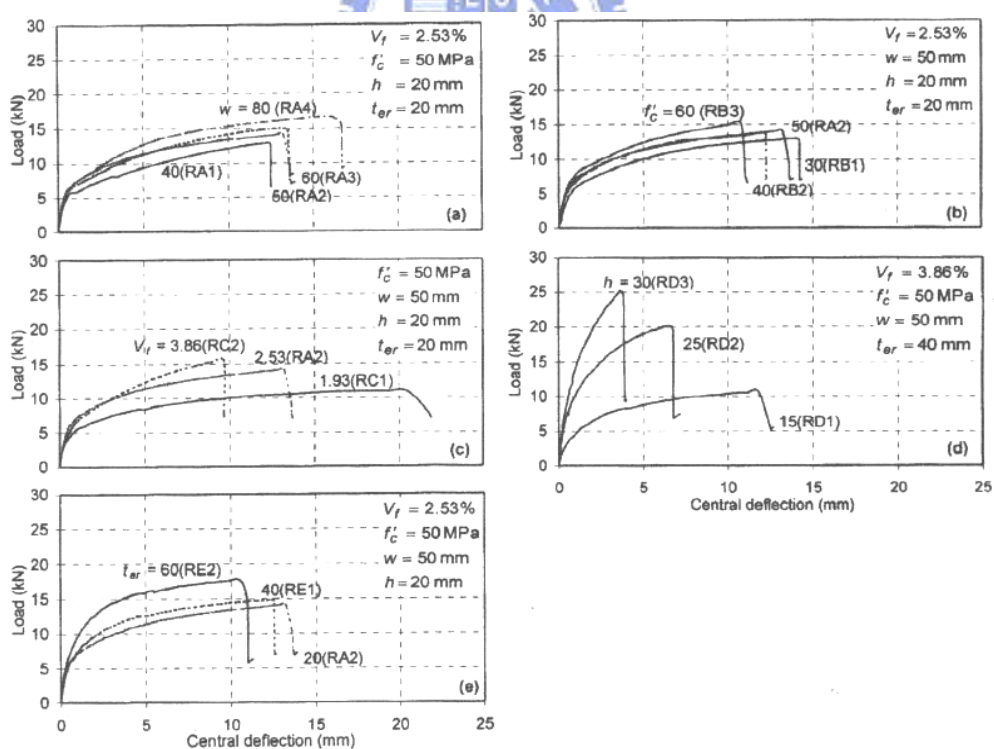 30
25
20
15
10
5
0
Load (kN)
V_f = 2.53%
f'_c = 50 MPa
h = 20 mm
t_er = 20 mm
w = 80 (RA4)
40(RA1)
60(RA3)
50(RA2)
(a)
30
25
20
15
10
5
0
Load (kN)
V_f = 2.53%
w = 50 mm
h = 20 mm
t_er = 20 mm
f'_c = 60 (RB3)
50(RA2)
30(RB1)
40(RB2)
(b)
30
25
20
15
10
5
0
Load (kN)
f'_c = 50 MPa
w = 50 mm
h = 20 mm
t_er = 20 mm
V_f = 3.86(RC2)
2.53(RA2)
1.93(RC1)
(c)
30
25
20
15
10
5
0
Load (kN)
V_f = 3.86%
f'_c = 50 MPa
w = 50 mm
t_er = 40 mm
h = 30(RD3)
25(RD2)
15(RD1)
(d)
0 5 10 15 20 25
Central deflection (mm)
30
25
20
15
10
5
0
Load (kN)
V_f = 2.53%
f'_c = 50 MPa
w = 50 mm
h = 20 mm
t_er = 60(RE2)
40(RE1)
20(RA2)
(e)
0 5 10 15 20 25
Central deflection (mm)